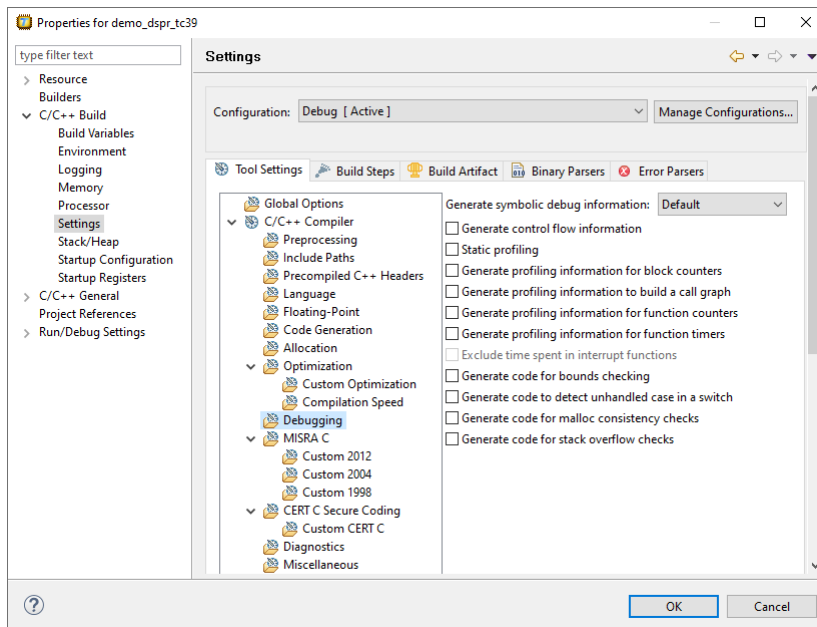 Properties for demo_dspr_tc39
type filter text
Settings
Resource
Builders
C/C++ Build
Build Variables
Environment
Logging
Memory
Processor
Settings
Stack/Heap
Startup Configuration
Startup Registers
C/C++ General
Project References
Run/Debug Settings
Configuration: Debug [ Active ] Manage Configurations...
Tool Settings Build Steps Build Artifact Binary Parsers Error Parsers
Global Options
C/C++ Compiler
Preprocessing
Include Paths
Precompiled C++ Headers
Language
Floating-Point
Code Generation
Allocation
Optimization
Custom Optimization
Compilation Speed
Debugging
MISRA C
Custom 2012
Custom 2004
Custom 1998
CERT C Secure Coding
Custom CERT C
Diagnostics
Miscellaneous
Generate symbolic debug information: Default
Generate control flow information
Static profiling
Generate profiling information for block counters
Generate profiling information to build a call graph
Generate profiling information for function counters
Generate profiling information for function timers
Exclude time spent in interrupt functions
Generate code for bounds checking
Generate code to detect unhandled case in a switch
Generate code for malloc consistency checks
Generate code for stack overflow checks
?
OK Cancel